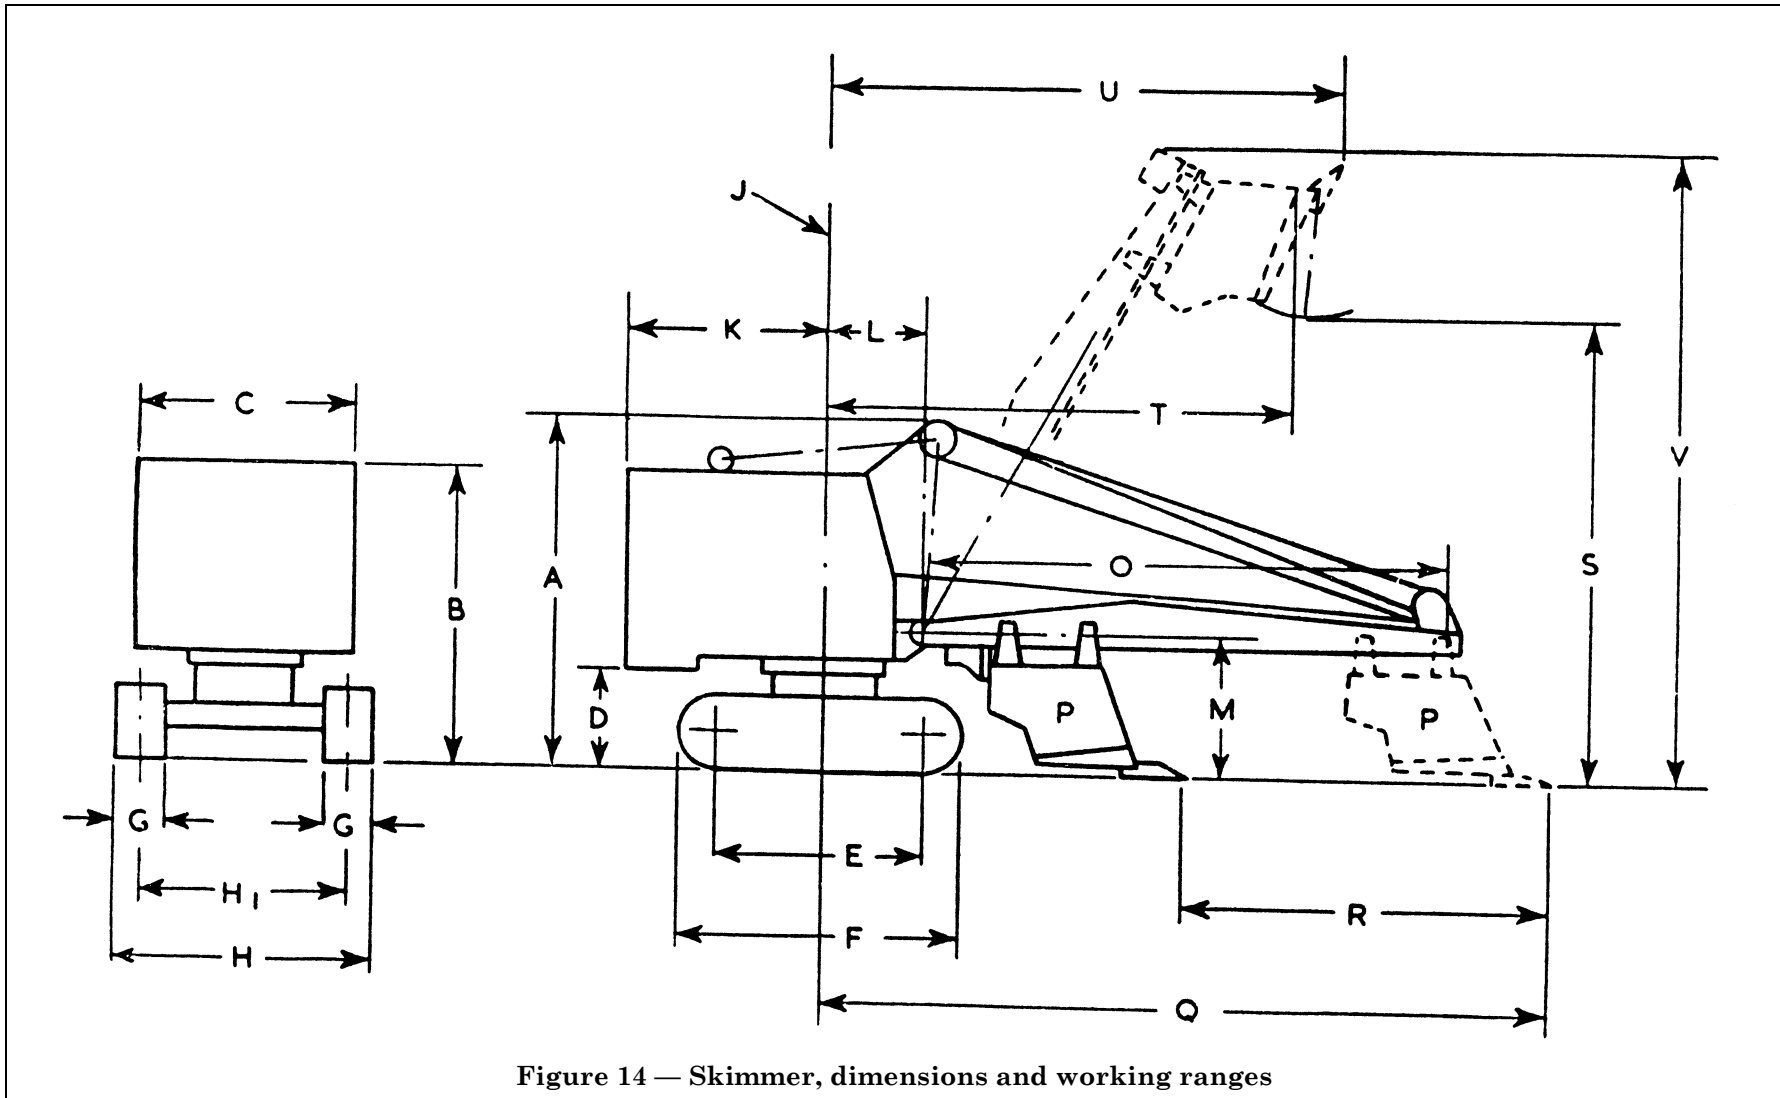 U
J
K
L
C
T
V
A
B
O
S
D
P
M
P
G
G
E
H1
R
F
H
Q
Figure 14 — Skimmer, dimensions and working ranges